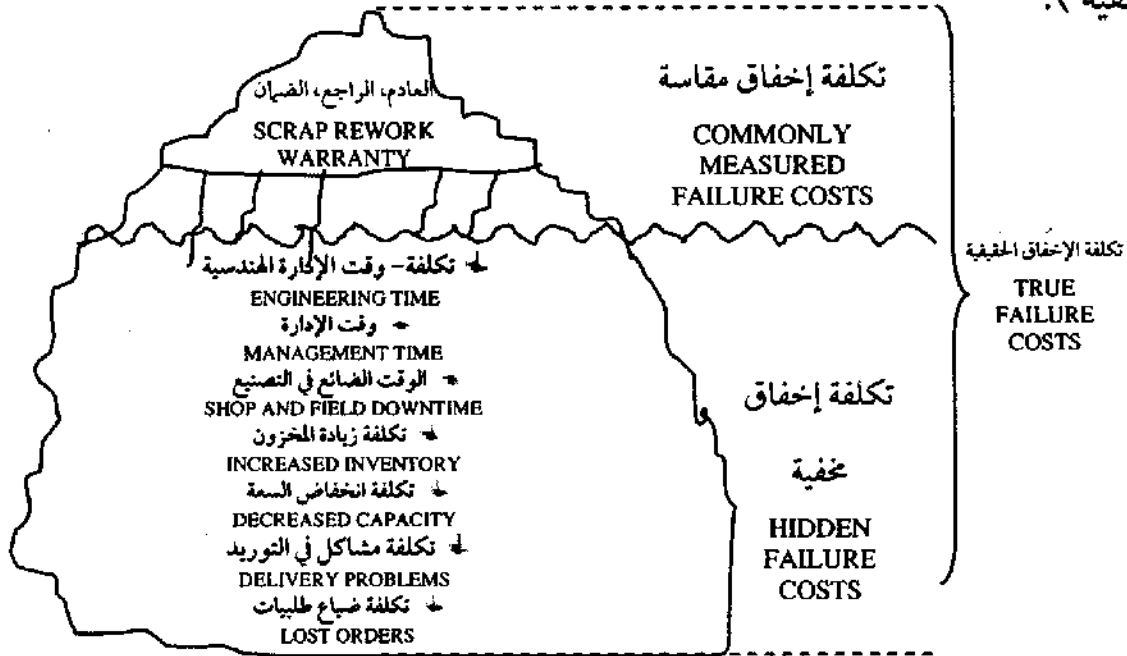 العادم، الراجع، الضمان
SCRAP REWORK
WARRANTY
تكلفة إخفاق مقاسة
COMMONLY
MEASURED
FAILURE COSTS
تكلفة – وقت الإدارة الهندسية
ENGINEERING TIME
وقت الإدارة
MANAGEMENT TIME
الوقت الضائع في التصنيع
SHOP AND FIELD DOWNTIME
تكلفة زيادة المخزون
INCREASED INVENTORY
تكلفة انخفاض السعة
DECREASED CAPACITY
تكلفة مشاكل في التوريد
DELIVERY PROBLEMS
تكلفة ضياع طلبيات
LOST ORDERS
تكلفة إخفاق
مخفية
HIDDEN
FAILURE
COSTS
تكلفة الإخفاق الحقيقية
TRUE
FAILURE
COSTS